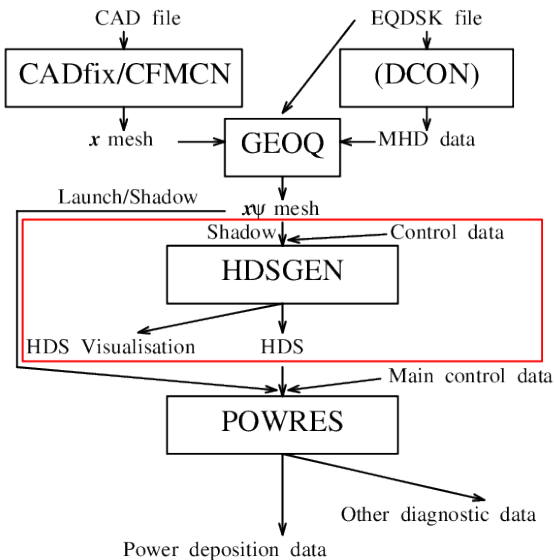 CAD file
EQDSK file
CADfix/CFMCN
(DCON)
x mesh
GEOQ
MHD data
Launch/Shadow
xψ mesh
Shadow
Control data
HDSGEN
HDS Visualisation
HDS
Main control data
POWRES
Other diagnostic data
Power deposition data